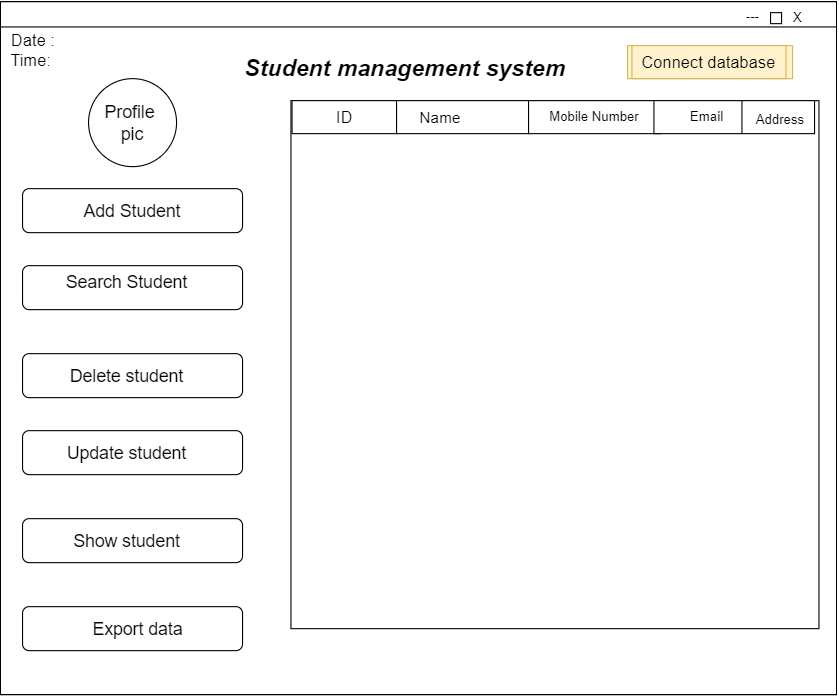 --- X
Date :
Time:
Student management system
Connect database
Profile
pic
ID Name Mobile Number Email Address
Add Student
Search Student
Delete student
Update student
Show student
Export data